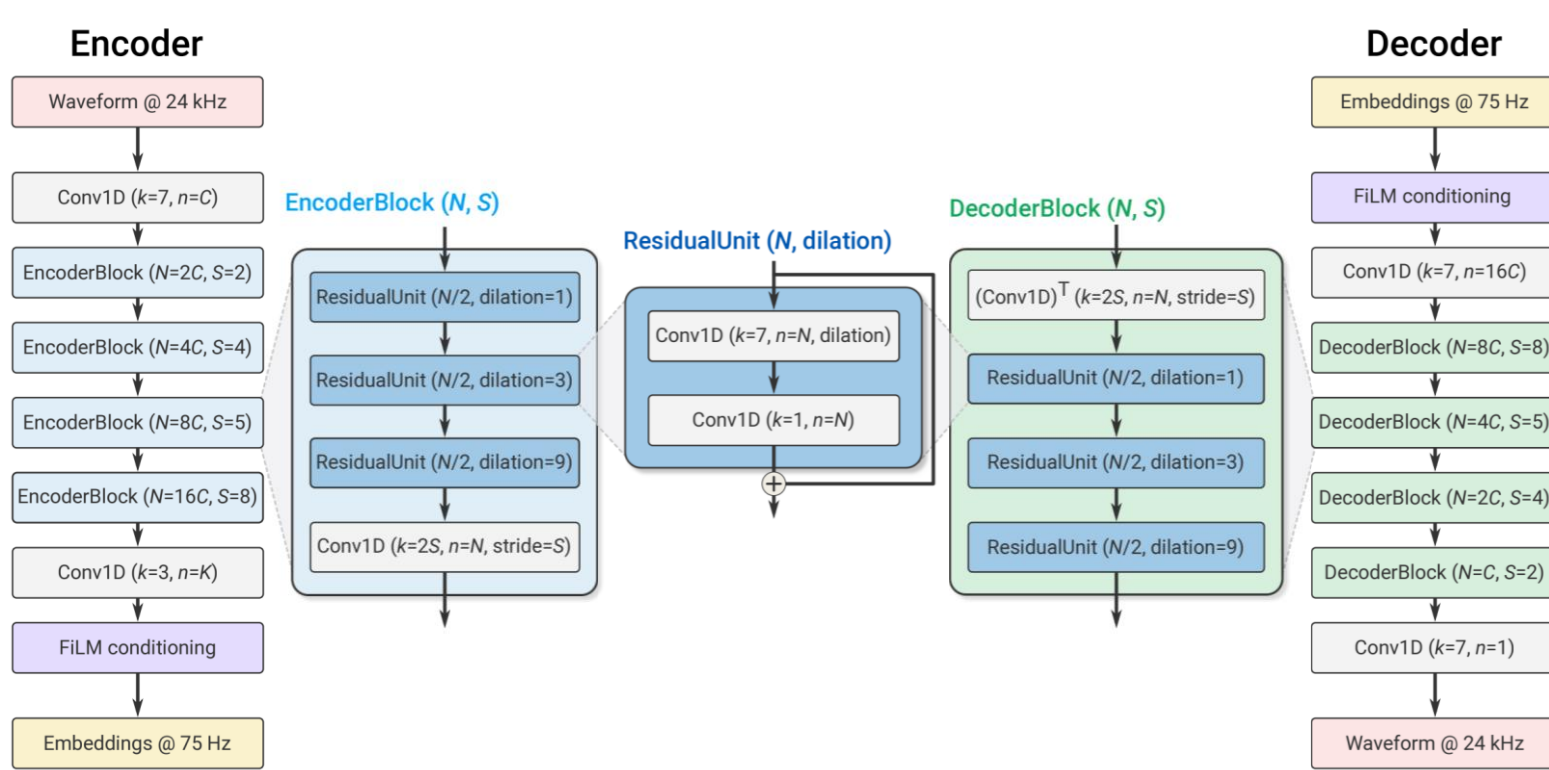 Encoder
Waveform @ 24 kHz
Conv1D (k=7, n=C)
EncoderBlock (N=2C, S=2)
EncoderBlock (N=4C, S=4)
EncoderBlock (N=8C, S=5)
EncoderBlock (N=16C, S=8)
Conv1D (k=3, n=K)
FiLM conditioning
Embeddings @ 75 Hz
EncoderBlock (N, S)
ResidualUnit (N/2, dilation=1)
ResidualUnit (N/2, dilation=3)
ResidualUnit (N/2, dilation=9)
Conv1D (k=2S, n=N, stride=S)
ResidualUnit (N, dilation)
Conv1D (k=7, n=N, dilation)
Conv1D (k=1, n=N)
+
DecoderBlock (N, S)
(Conv1D)ᵀ (k=2S, n=N, stride=S)
ResidualUnit (N/2, dilation=1)
ResidualUnit (N/2, dilation=3)
ResidualUnit (N/2, dilation=9)
Decoder
Embeddings @ 75 Hz
FiLM conditioning
Conv1D (k=7, n=16C)
DecoderBlock (N=8C, S=8)
DecoderBlock (N=4C, S=5)
DecoderBlock (N=2C, S=4)
DecoderBlock (N=C, S=2)
Conv1D (k=7, n=1)
Waveform @ 24 kHz